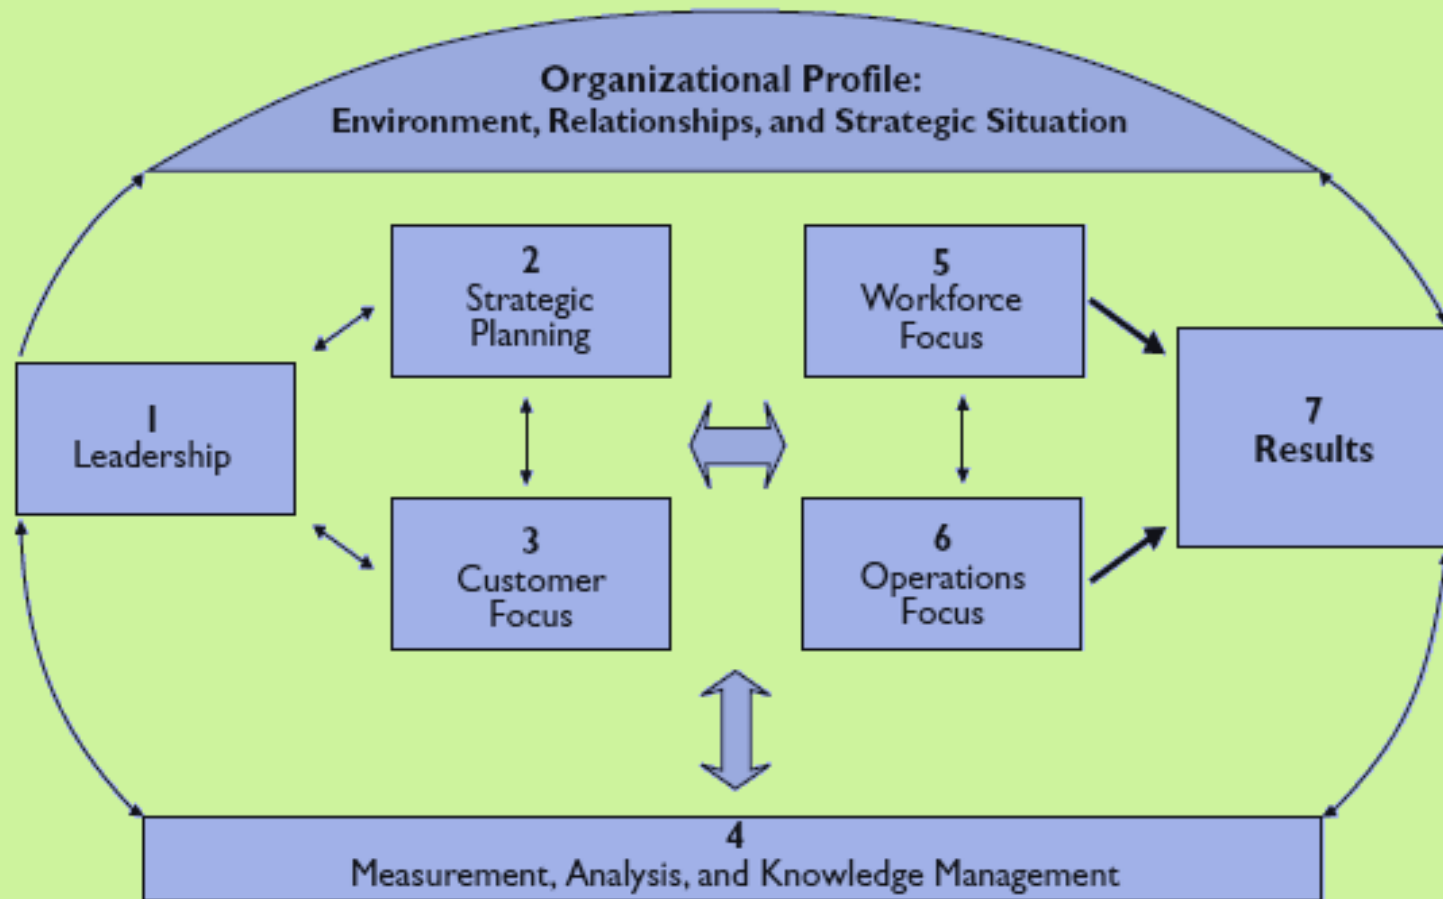 Organizational Profile:
Environment, Relationships, and Strategic Situation
2
Strategic
Planning
5
Workforce
Focus
1
Leadership
7
Results
3
Customer
Focus
6
Operations
Focus
4
Measurement, Analysis, and Knowledge Management